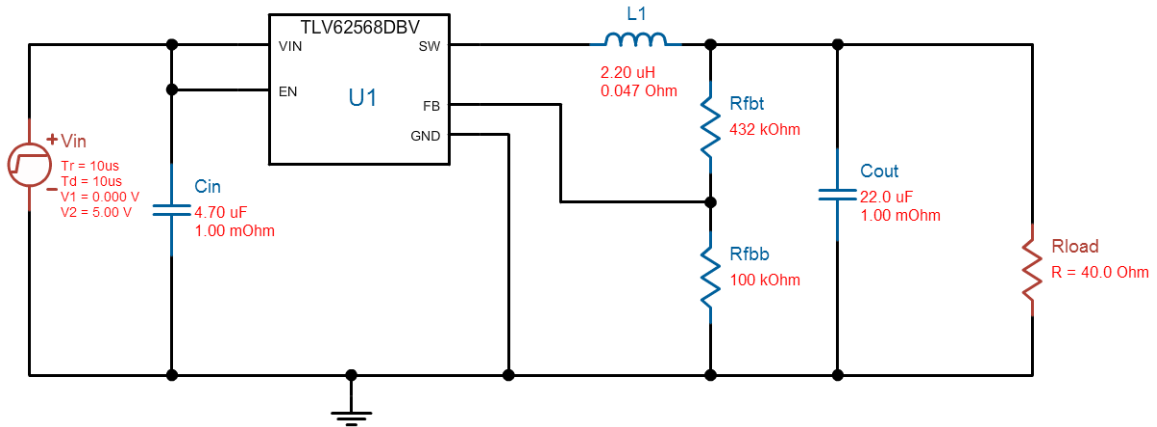 TLV62568DBV
VIN
SW
EN
U1
FB
GND
L1
2.20 uH
0.047 Ohm
Rfbt
432 kOhm
+ Vin
Tr = 10us
Td = 10us
V1 = 0.000 V
V2 = 5.00 V
Cin
4.70 uF
1.00 mOhm
Cout
22.0 uF
1.00 mOhm
Rfbb
100 kOhm
Rload
R = 40.0 Ohm